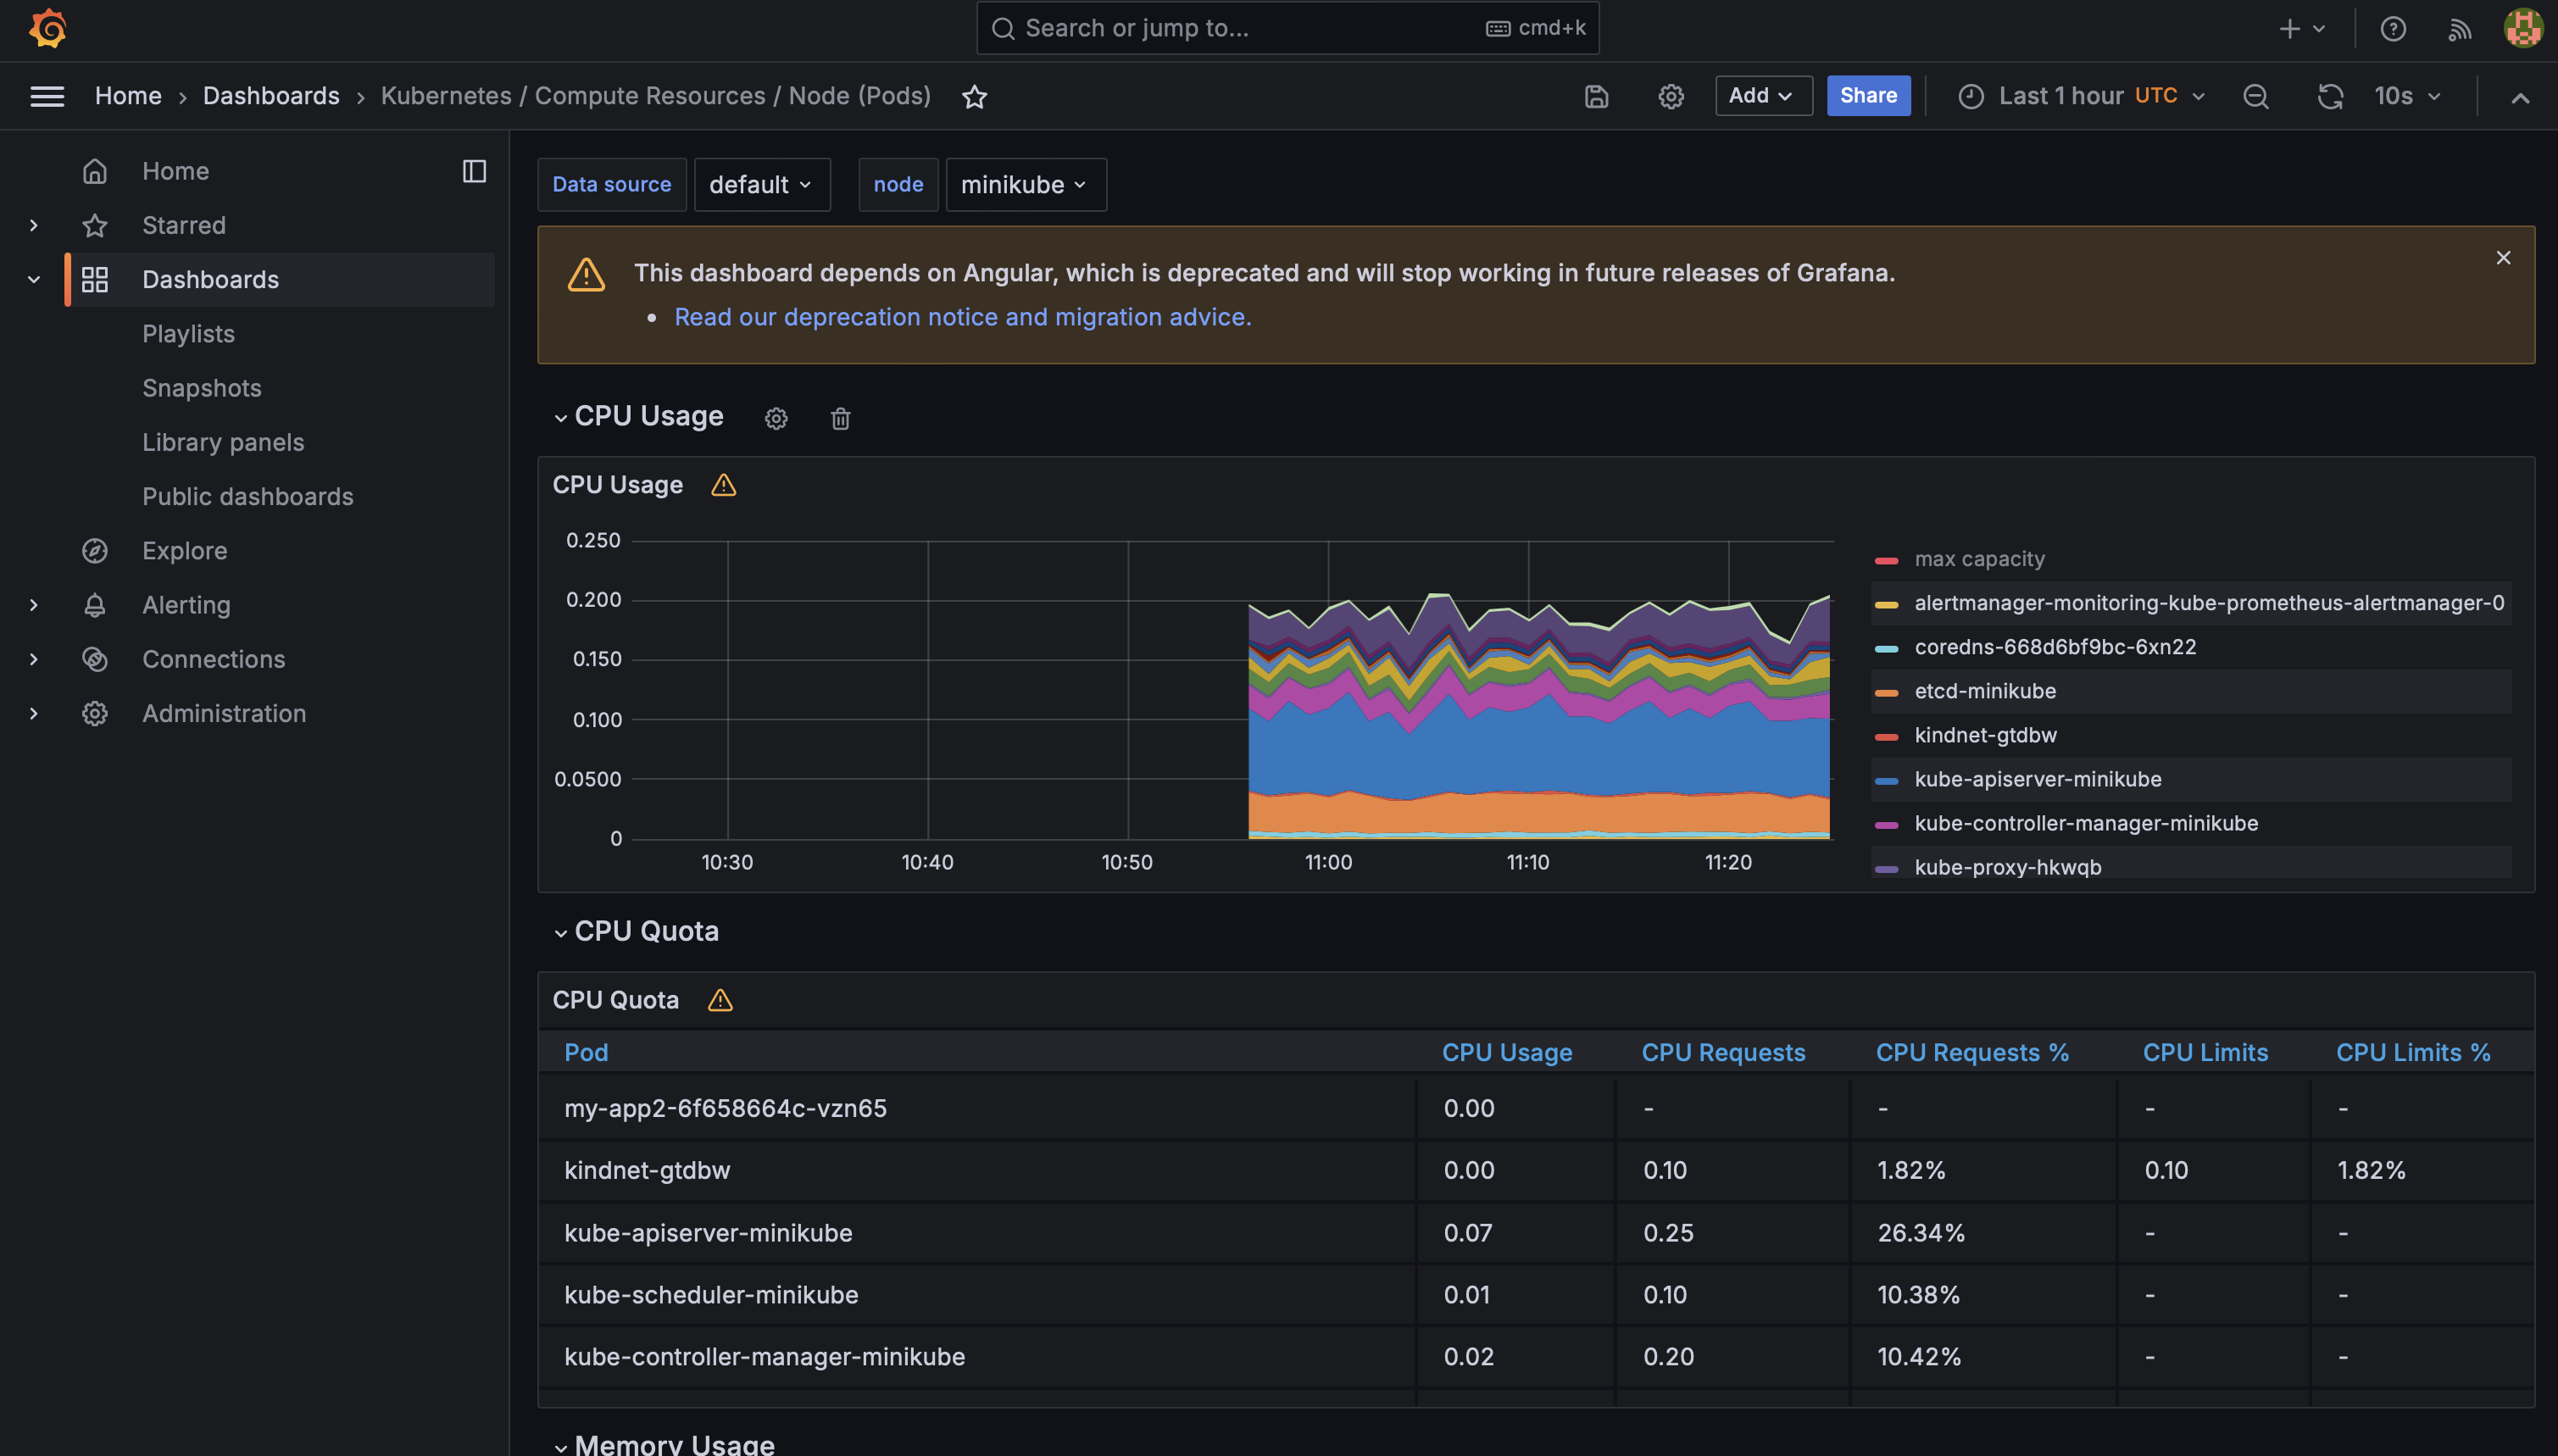 Search or jump to... cmd+k
Home › Dashboards › Kubernetes / Compute Resources / Node (Pods) Add Share Last 1 hour UTC 10s
Home
Starred
Dashboards
Playlists
Snapshots
Library panels
Public dashboards
Explore
Alerting
Connections
Administration
Data source default node minikube
This dashboard depends on Angular, which is deprecated and will stop working in future releases of Grafana.
• Read our deprecation notice and migration advice.
CPU Usage
CPU Usage
0.250
0.200
0.150
0.100
0.0500
0
10:30 10:40 10:50 11:00 11:10 11:20
max capacity
alertmanager-monitoring-kube-prometheus-alertmanager-0
coredns-668d6bf9bc-6xn22
etcd-minikube
kindnet-gtdbw
kube-apiserver-minikube
kube-controller-manager-minikube
kube-proxy-hkwqb
CPU Quota
CPU Quota
Pod CPU Usage CPU Requests CPU Requests % CPU Limits CPU Limits %
my-app2-6f658664c-vzn65 0.00 - - - -
kindnet-gtdbw 0.00 0.10 1.82% 0.10 1.82%
kube-apiserver-minikube 0.07 0.25 26.34% - -
kube-scheduler-minikube 0.01 0.10 10.38% - -
kube-controller-manager-minikube 0.02 0.20 10.42% - -
Memory Usage